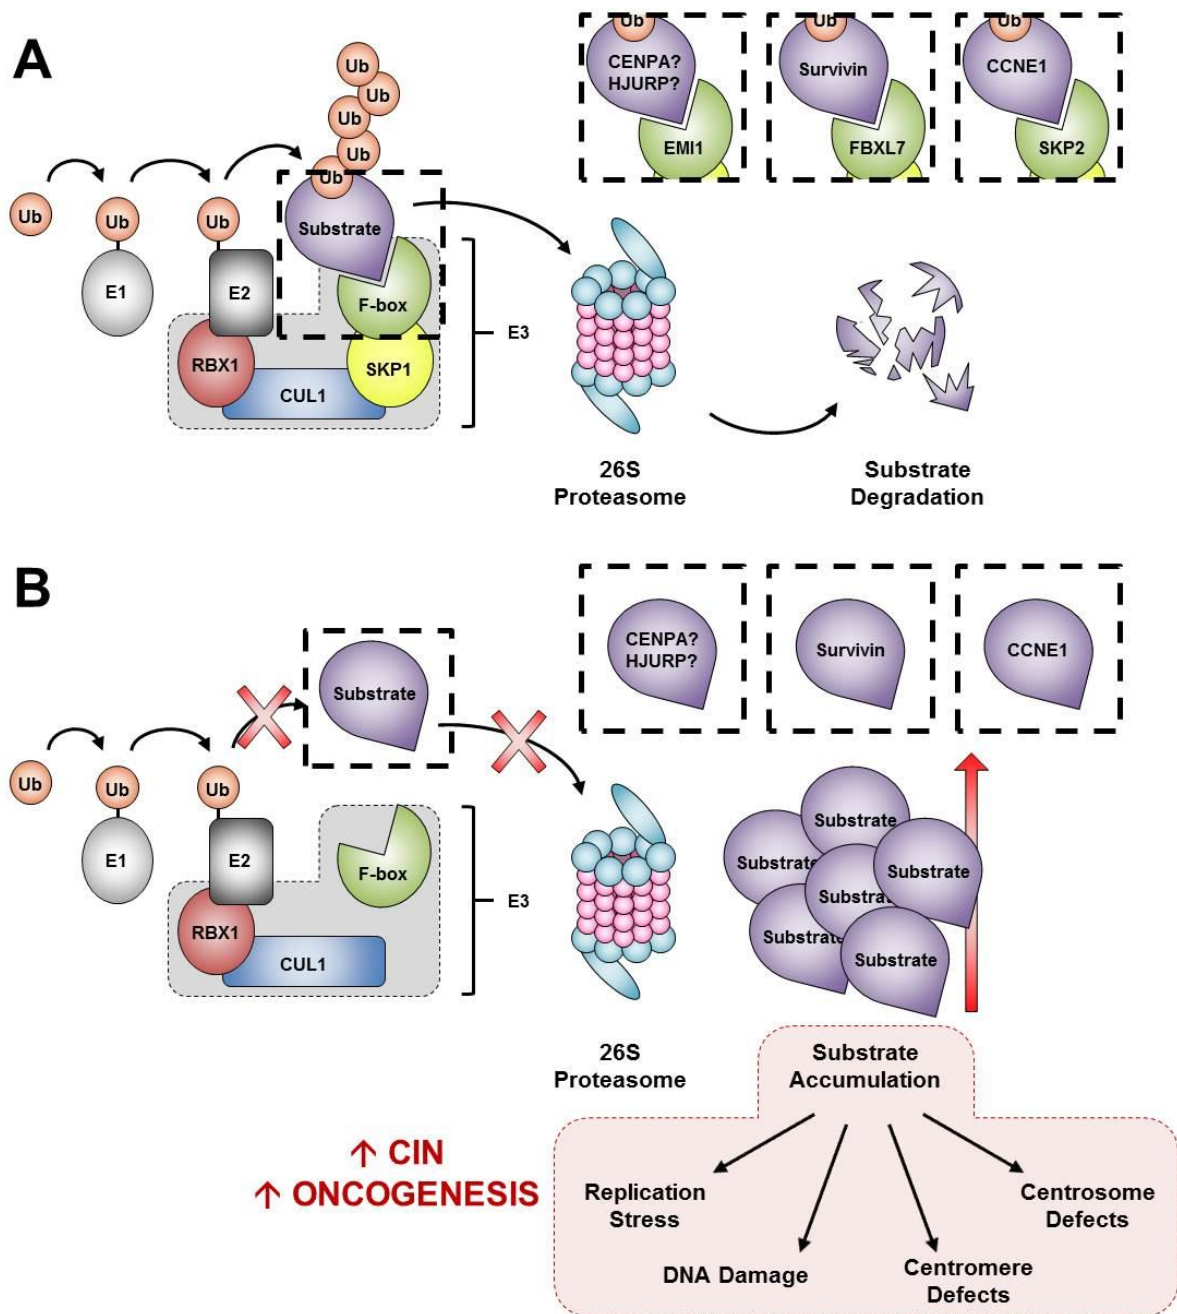 A
Ub
Ub
Ub
Ub
Ub
Ub
Ub
Ub
Ub
Substrate
E1
E2
F-box
RBX1
SKP1
CUL1
E3
Ub
CENPA?
HJURP?
EMI1
Ub
Survivin
FBXL7
Ub
CCNE1
SKP2
26S
Proteasome
Substrate
Degradation
B
Ub
Ub
Ub
Substrate
E1
E2
F-box
RBX1
CUL1
E3
CENPA?
HJURP?
Survivin
CCNE1
26S
Proteasome
Substrate
Substrate
Substrate
Substrate
Substrate
Substrate
Substrate
Accumulation
↑ CIN
↑ ONCOGENESIS
Replication
Stress
DNA Damage
Centromere
Defects
Centrosome
Defects